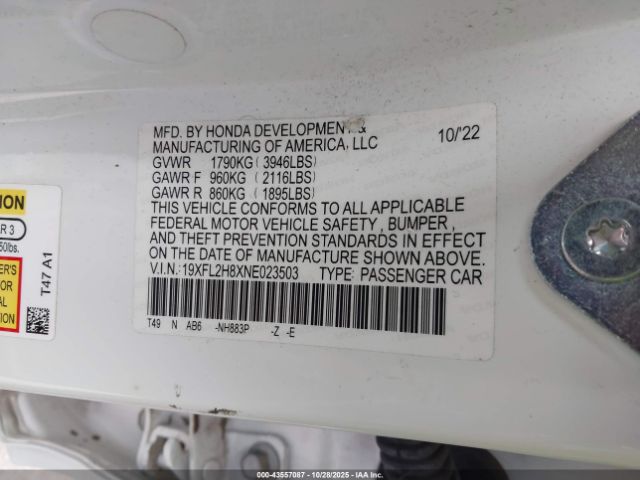 MFD. BY HONDA DEVELOPMENT & 10/'22
MANUFACTURING OF AMERICA, LLC
GVWR 1790KG (3946LBS)
GAWR F 960KG (2116LBS)
GAWR R 860KG (1895LBS)
THIS VEHICLE CONFORMS TO ALL APPLICABLE
FEDERAL MOTOR VEHICLE SAFETY, BUMPER,
AND THEFT PREVENTION STANDARDS IN EFFECT
ON THE DATE OF MANUFACTURE SHOWN ABOVE.
V.I.N.: 19XFL2H8XNE023503 TYPE: PASSENGER CAR
T49 N AB6 -NH883P -Z -E
T47 A1
000-43557087 | 10/28/2025 | IAAI.COM